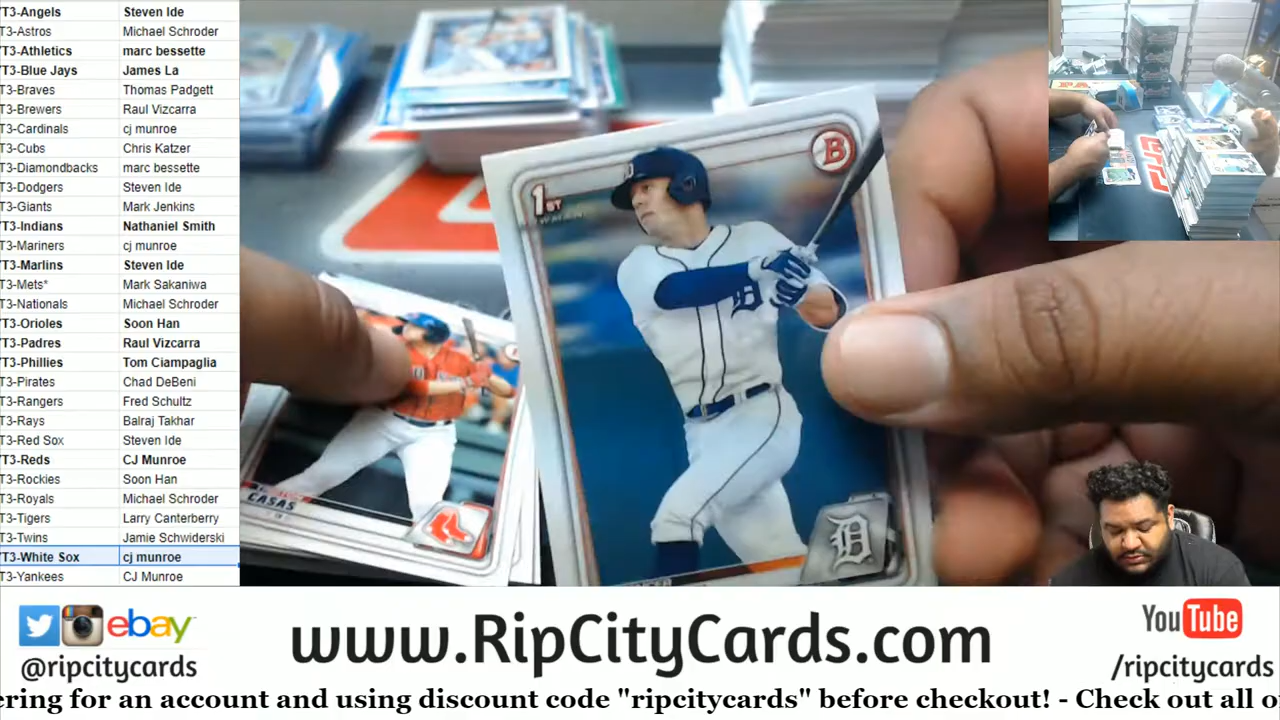 T3-Angels Steven Ide
T3-Astros Michael Schroder
T3-Athletics marc bessette
T3-Blue Jays James La
T3-Braves Thomas Padgett
T3-Brewers Raul Vizcarra
T3-Cardinals cj munroe
T3-Cubs Chris Katzer
T3-Diamondbacks marc bessette
T3-Dodgers Steven Ide
T3-Giants Mark Jenkins
T3-Indians Nathaniel Smith
T3-Mariners cj munroe
T3-Marlins Steven Ide
T3-Mets* Mark Sakaniwa
T3-Nationals Michael Schroder
T3-Orioles Soon Han
T3-Padres Raul Vizcarra
T3-Phillies Tom Ciampaglia
T3-Pirates Chad DeBeni
T3-Rangers Fred Schultz
T3-Rays Balraj Takhar
T3-Red Sox Steven Ide
T3-Reds CJ Munroe
T3-Rockies Soon Han
T3-Royals Michael Schroder
T3-Tigers Larry Canterberry
T3-Twins Jamie Schwiderski
T3-White Sox cj munroe
T3-Yankees CJ Munroe
1ST
B
D
D
CASAS
ebay
@ripcitycards
www.RipCityCards.com
YouTube
/ripcitycards
ering for an account and using discount code "ripcitycards" before checkout! - Check out all o